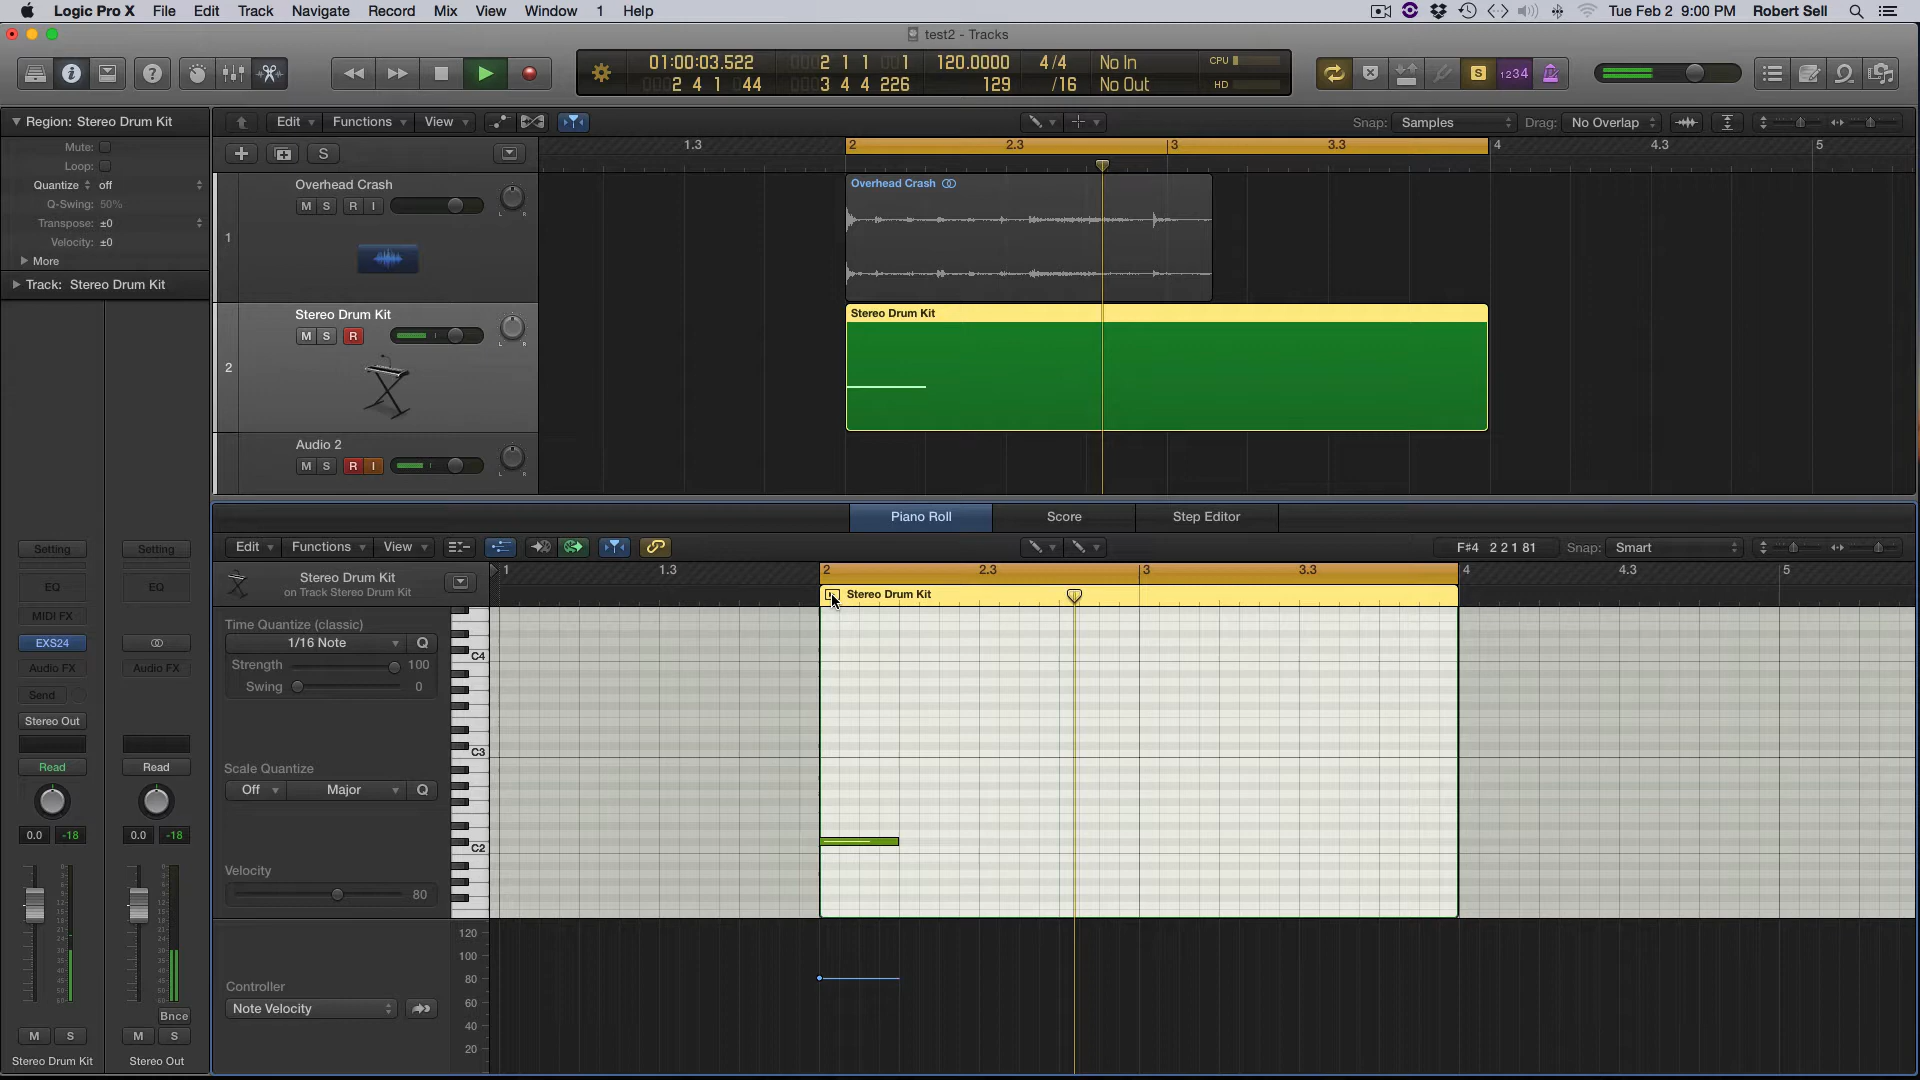 Logic Pro X File Edit Track Navigate Record Mix View Window 1 Help Tue Feb 2 9:00 PM Robert Sell
test2 - Tracks
01:00:03.522 2 1 1 1 120.0000 4/4 No In CPU
2 4 1 44 3 4 4 226 129 /16 No Out HD
S 1234
Region: Stereo Drum Kit
Edit Functions View
Snap: Samples Drag: No Overlap
Mute:
Loop:
Quantize off
Q-Swing: 50%
Transpose: ±0
Velocity: ±0
More
Track: Stereo Drum Kit
S
1.3 2 2.3 3 3.3 4 4.3 5
1
Overhead Crash
M S R I
L R
Overhead Crash
2
Stereo Drum Kit
M S R
L R
Stereo Drum Kit
Audio 2
M S R I
L R
Piano Roll Score Step Editor
Edit Functions View
F#4 2 2 1 81 Snap: Smart
1 1.3 2 2.3 3 3.3 4 4.3 5
Stereo Drum Kit
on Track Stereo Drum Kit
Stereo Drum Kit
Time Quantize (classic)
1/16 Note Q
Strength 100
Swing 0
Scale Quantize
Off Major Q
Velocity
80
C4
C3
C2
Controller
Note Velocity
120
100
80
60
40
20
Setting Setting
EQ EQ
MIDI FX
EXS24
Audio FX Audio FX
Send
Stereo Out
Read Read
0.0 -18 0.0 -18
Bnce
M S M S
Stereo Drum Kit Stereo Out